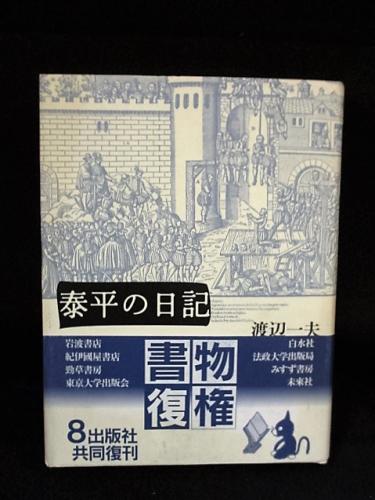 泰平の日記
渡辺一夫
岩波書店
紀伊國屋書店
勁草書房
東京大学出版会
書物
復権
白水社
法政大学出版局
みすず書房
未來社
8出版社
共同復刊